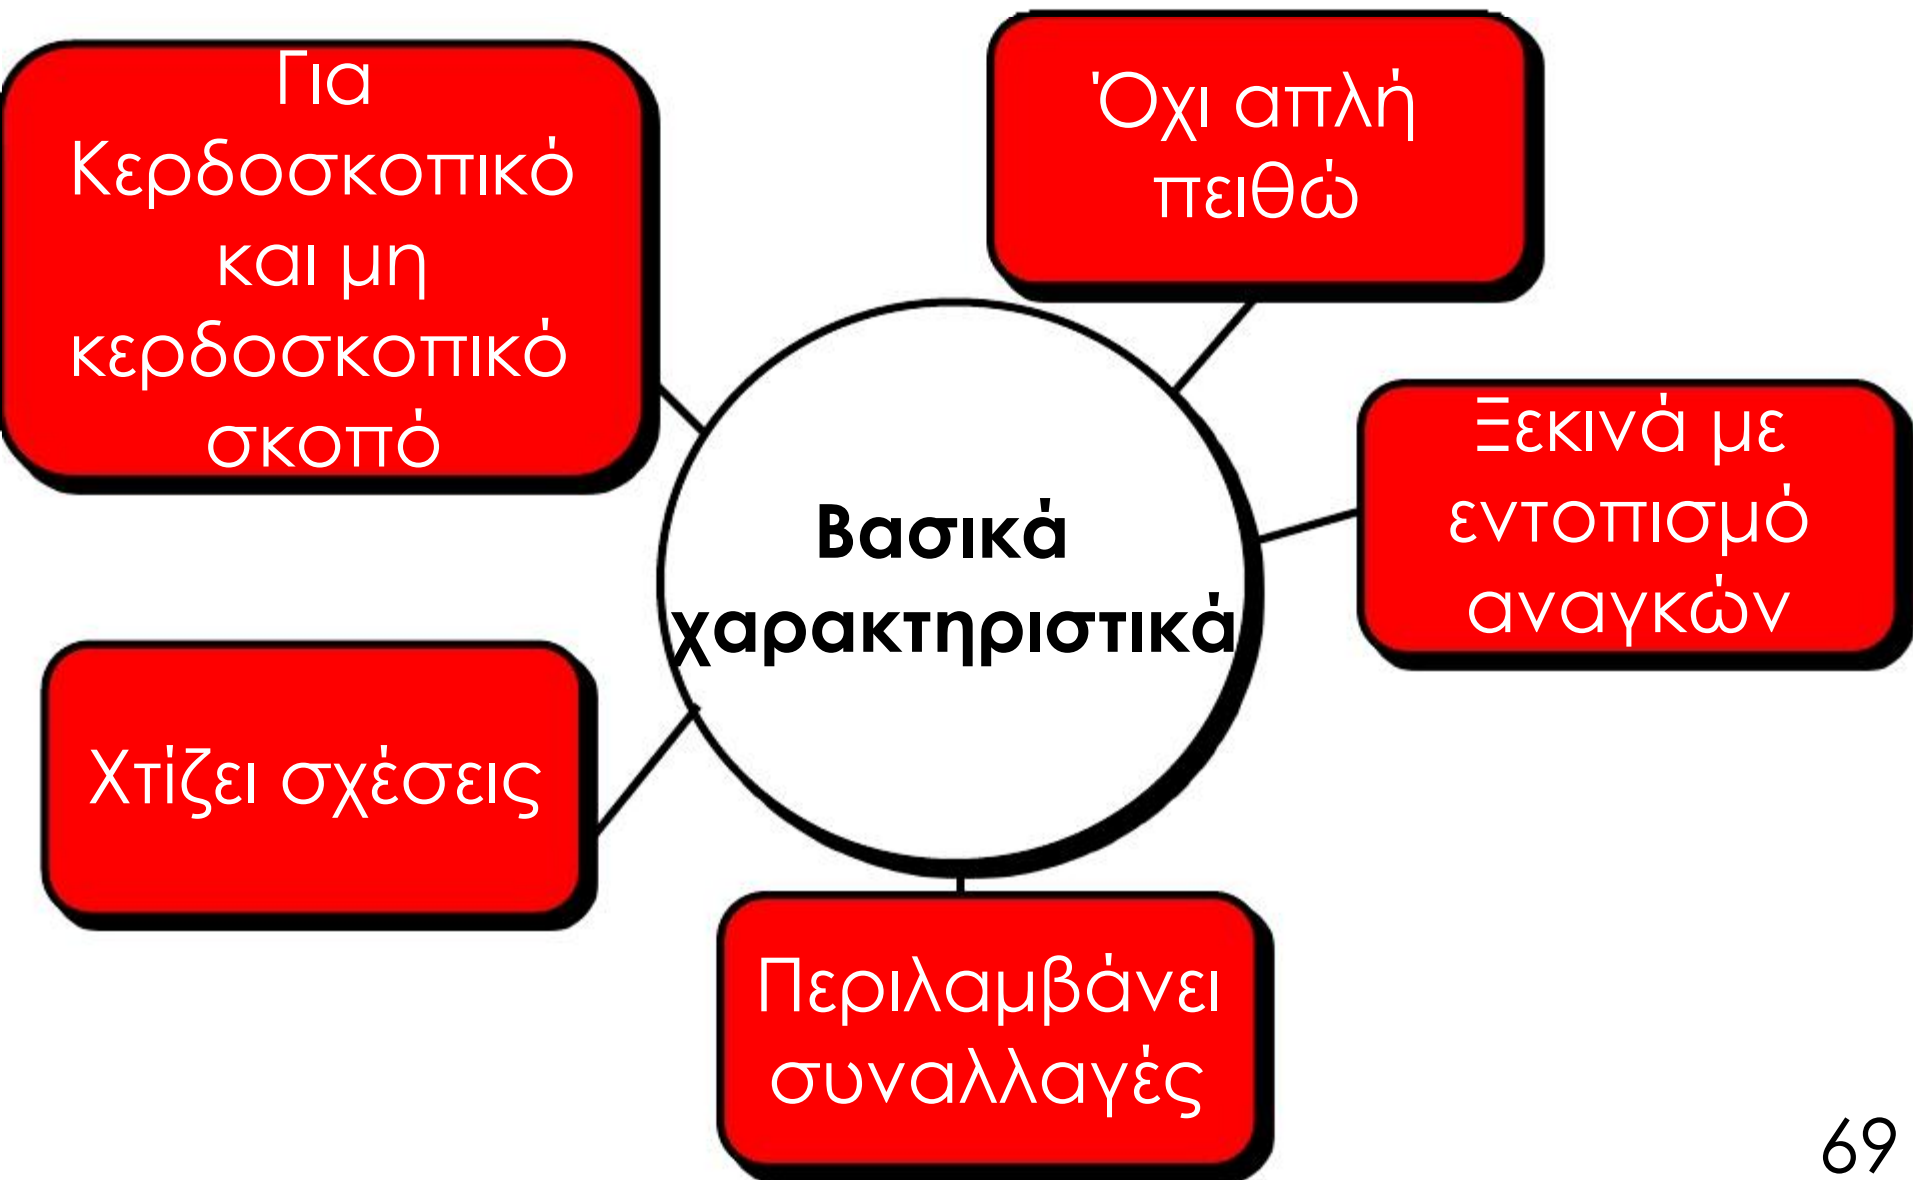 Για
Κερδοσκοπικό
και μη
κερδοσκοπικό
σκοπό
Όχι απλή
πειθώ
Ξεκινά με
εντοπισμό
αναγκών
Βασικά
χαρακτηριστικά
Χτίζει σχέσεις
Περιλαμβάνει
συναλλαγές
69